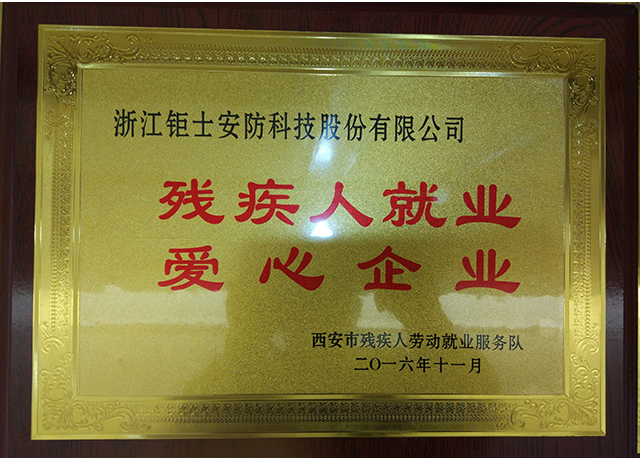 浙江钜士安防科技股份有限公司
残疾人就业
爱心企业
西安市残疾人劳动就业服务队
二〇一六年十一月